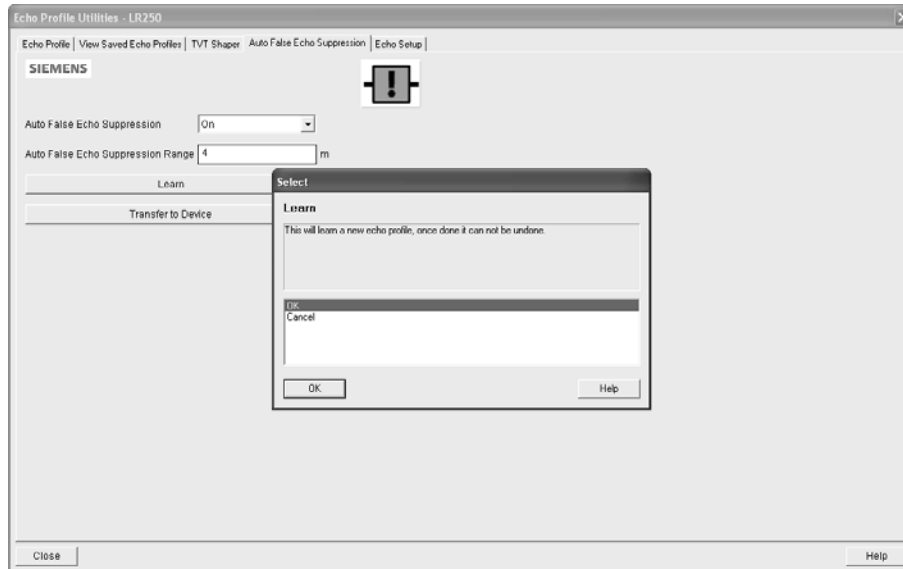 Echo Profile Utilities - LR250
Echo Profile View Saved Echo Profiles TVT Shaper Auto False Echo Suppression Echo Setup
SIEMENS
!
Auto False Echo Suppression On
Auto False Echo Suppression Range 4 m
Learn
Transfer to Device
Select
Learn
This will learn a new echo profile, once done it can not be undone.
OK
Cancel
OK Help
Close Help